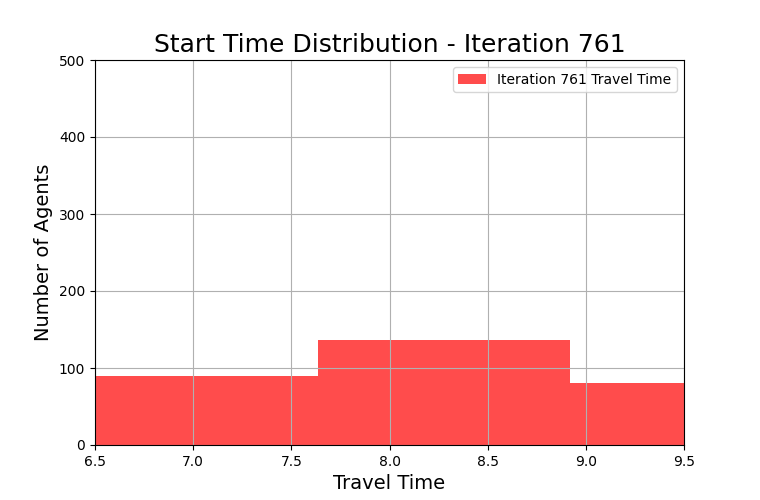 Start Time Distribution - Iteration 761
Iteration 761 Travel Time
Number of Agents
500
400
300
200
100
0
6.5 7.0 7.5 8.0 8.5 9.0 9.5
Travel Time